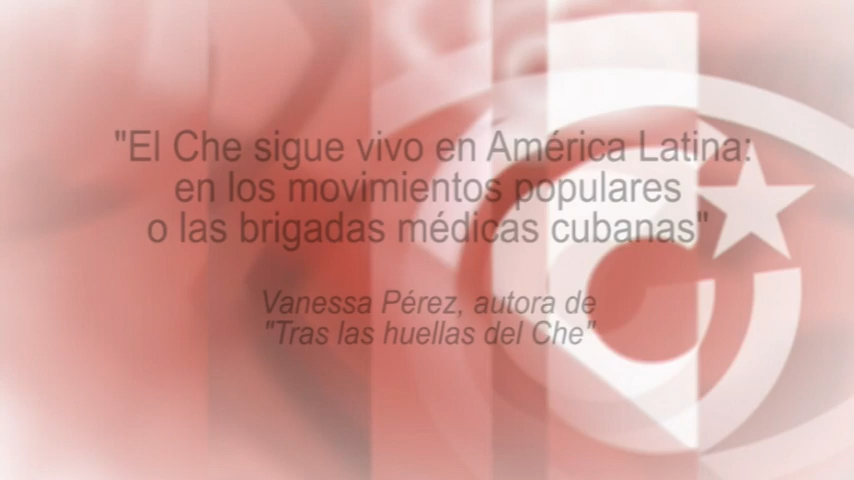 "El Che sigue vivo en América Latina:
en los movimientos populares
o las brigadas médicas cubanas"
Vanessa Pérez, autora de
"Tras las huellas del Che"